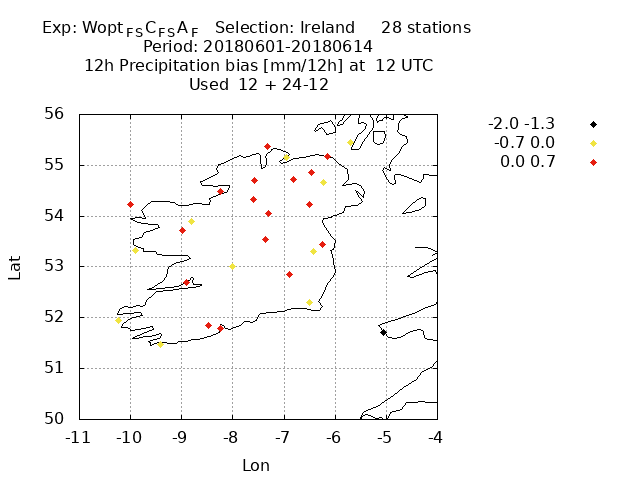 Exp: Wopt FS C FS A F Selection: Ireland 28 stations
Period: 20180601-20180614
12h Precipitation bias [mm/12h] at 12 UTC
Used 12 + 24-12
-2.0 -1.3
-0.7 0.0
0.0 0.7
56
55
54
53
52
51
50
Lat
-11 -10 -9 -8 -7 -6 -5 -4
Lon